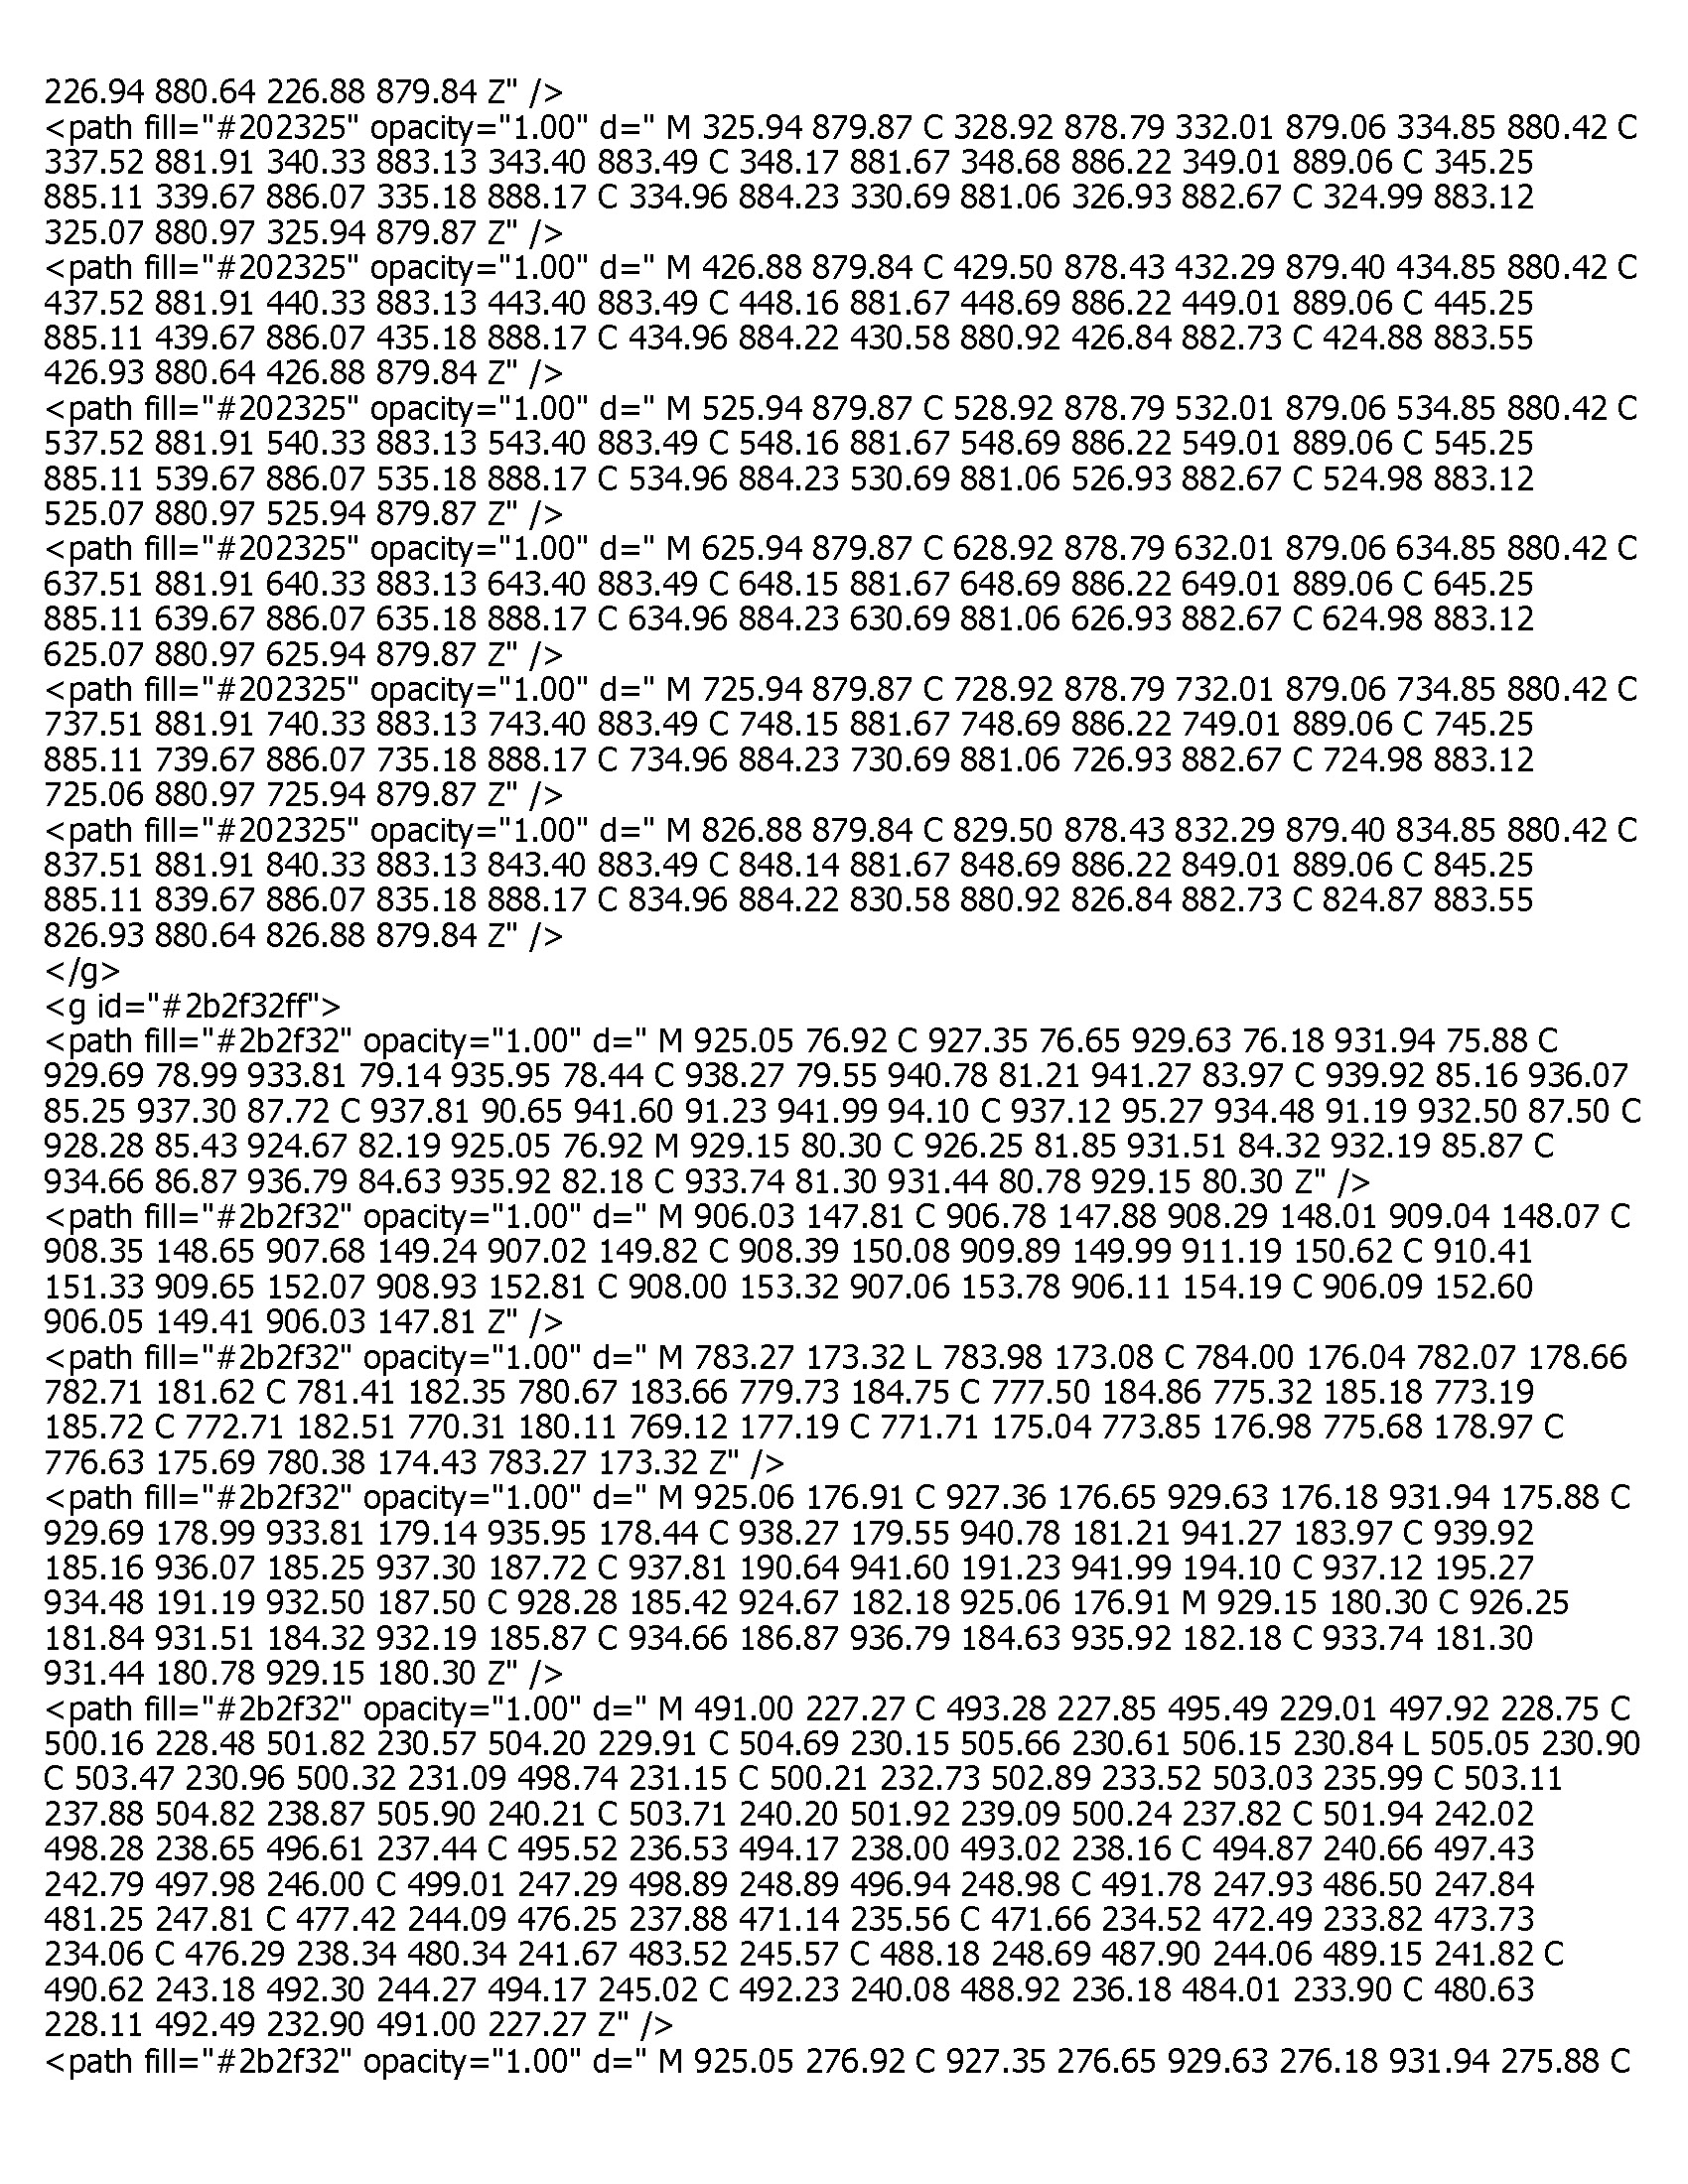 226.94 880.64 226.88 879.84 Z" />
<path fill="#202325" opacity="1.00" d=" M 325.94 879.87 C 328.92 878.79 332.01 879.06 334.85 880.42 C
337.52 881.91 340.33 883.13 343.40 883.49 C 348.17 881.67 348.68 886.22 349.01 889.06 C 345.25
885.11 339.67 886.07 335.18 888.17 C 334.96 884.23 330.69 881.06 326.93 882.67 C 324.99 883.12
325.07 880.97 325.94 879.87 Z" />
<path fill="#202325" opacity="1.00" d=" M 426.88 879.84 C 429.50 878.43 432.29 879.40 434.85 880.42 C
437.52 881.91 440.33 883.13 443.40 883.49 C 448.16 881.67 448.69 886.22 449.01 889.06 C 445.25
885.11 439.67 886.07 435.18 888.17 C 434.96 884.22 430.58 880.92 426.84 882.73 C 424.88 883.55
426.93 880.64 426.88 879.84 Z" />
<path fill="#202325" opacity="1.00" d=" M 525.94 879.87 C 528.92 878.79 532.01 879.06 534.85 880.42 C
537.52 881.91 540.33 883.13 543.40 883.49 C 548.16 881.67 548.69 886.22 549.01 889.06 C 545.25
885.11 539.67 886.07 535.18 888.17 C 534.96 884.23 530.69 881.06 526.93 882.67 C 524.98 883.12
525.07 880.97 525.94 879.87 Z" />
<path fill="#202325" opacity="1.00" d=" M 625.94 879.87 C 628.92 878.79 632.01 879.06 634.85 880.42 C
637.51 881.91 640.33 883.13 643.40 883.49 C 648.15 881.67 648.69 886.22 649.01 889.06 C 645.25
885.11 639.67 886.07 635.18 888.17 C 634.96 884.23 630.69 881.06 626.93 882.67 C 624.98 883.12
625.07 880.97 625.94 879.87 Z" />
<path fill="#202325" opacity="1.00" d=" M 725.94 879.87 C 728.92 878.79 732.01 879.06 734.85 880.42 C
737.51 881.91 740.33 883.13 743.40 883.49 C 748.15 881.67 748.69 886.22 749.01 889.06 C 745.25
885.11 739.67 886.07 735.18 888.17 C 734.96 884.23 730.69 881.06 726.93 882.67 C 724.98 883.12
725.06 880.97 725.94 879.87 Z" />
<path fill="#202325" opacity="1.00" d=" M 826.88 879.84 C 829.50 878.43 832.29 879.40 834.85 880.42 C
837.51 881.91 840.33 883.13 843.40 883.49 C 848.14 881.67 848.69 886.22 849.01 889.06 C 845.25
885.11 839.67 886.07 835.18 888.17 C 834.96 884.22 830.58 880.92 826.84 882.73 C 824.87 883.55
826.93 880.64 826.88 879.84 Z" />
</g>
<g id="#2b2f32ff">
<path fill="#2b2f32" opacity="1.00" d=" M 925.05 76.92 C 927.35 76.65 929.63 76.18 931.94 75.88 C
929.69 78.99 933.81 79.14 935.95 78.44 C 938.27 79.55 940.78 81.21 941.27 83.97 C 939.92 85.16 936.07
85.25 937.30 87.72 C 937.81 90.65 941.60 91.23 941.99 94.10 C 937.12 95.27 934.48 91.19 932.50 87.50 C
928.28 85.43 924.67 82.19 925.05 76.92 M 929.15 80.30 C 926.25 81.85 931.51 84.32 932.19 85.87 C
934.66 86.87 936.79 84.63 935.92 82.18 C 933.74 81.30 931.44 80.78 929.15 80.30 Z" />
<path fill="#2b2f32" opacity="1.00" d=" M 906.03 147.81 C 906.78 147.88 908.29 148.01 909.04 148.07 C
908.35 148.65 907.68 149.24 907.02 149.82 C 908.39 150.08 909.89 149.99 911.19 150.62 C 910.41
151.33 909.65 152.07 908.93 152.81 C 908.00 153.32 907.06 153.78 906.11 154.19 C 906.09 152.60
906.05 149.41 906.03 147.81 Z" />
<path fill="#2b2f32" opacity="1.00" d=" M 783.27 173.32 L 783.98 173.08 C 784.00 176.04 782.07 178.66
782.71 181.62 C 781.41 182.35 780.67 183.66 779.73 184.75 C 777.50 184.86 775.32 185.18 773.19
185.72 C 772.71 182.51 770.31 180.11 769.12 177.19 C 771.71 175.04 773.85 176.98 775.68 178.97 C
776.63 175.69 780.38 174.43 783.27 173.32 Z" />
<path fill="#2b2f32" opacity="1.00" d=" M 925.06 176.91 C 927.36 176.65 929.63 176.18 931.94 175.88 C
929.69 178.99 933.81 179.14 935.95 178.44 C 938.27 179.55 940.78 181.21 941.27 183.97 C 939.92
185.16 936.07 185.25 937.30 187.72 C 937.81 190.64 941.60 191.23 941.99 194.10 C 937.12 195.27
934.48 191.19 932.50 187.50 C 928.28 185.42 924.67 182.18 925.06 176.91 M 929.15 180.30 C 926.25
181.84 931.51 184.32 932.19 185.87 C 934.66 186.87 936.79 184.63 935.92 182.18 C 933.74 181.30
931.44 180.78 929.15 180.30 Z" />
<path fill="#2b2f32" opacity="1.00" d=" M 491.00 227.27 C 493.28 227.85 495.49 229.01 497.92 228.75 C
500.16 228.48 501.82 230.57 504.20 229.91 C 504.69 230.15 505.66 230.61 506.15 230.84 L 505.05 230.90
C 503.47 230.96 500.32 231.09 498.74 231.15 C 500.21 232.73 502.89 233.52 503.03 235.99 C 503.11
237.88 504.82 238.87 505.90 240.21 C 503.71 240.20 501.92 239.09 500.24 237.82 C 501.94 242.02
498.28 238.65 496.61 237.44 C 495.52 236.53 494.17 238.00 493.02 238.16 C 494.87 240.66 497.43
242.79 497.98 246.00 C 499.01 247.29 498.89 248.89 496.94 248.98 C 491.78 247.93 486.50 247.84
481.25 247.81 C 477.42 244.09 476.25 237.88 471.14 235.56 C 471.66 234.52 472.49 233.82 473.73
234.06 C 476.29 238.34 480.34 241.67 483.52 245.57 C 488.18 248.69 487.90 244.06 489.15 241.82 C
490.62 243.18 492.30 244.27 494.17 245.02 C 492.23 240.08 488.92 236.18 484.01 233.90 C 480.63
228.11 492.49 232.90 491.00 227.27 Z" />
<path fill="#2b2f32" opacity="1.00" d=" M 925.05 276.92 C 927.35 276.65 929.63 276.18 931.94 275.88 C